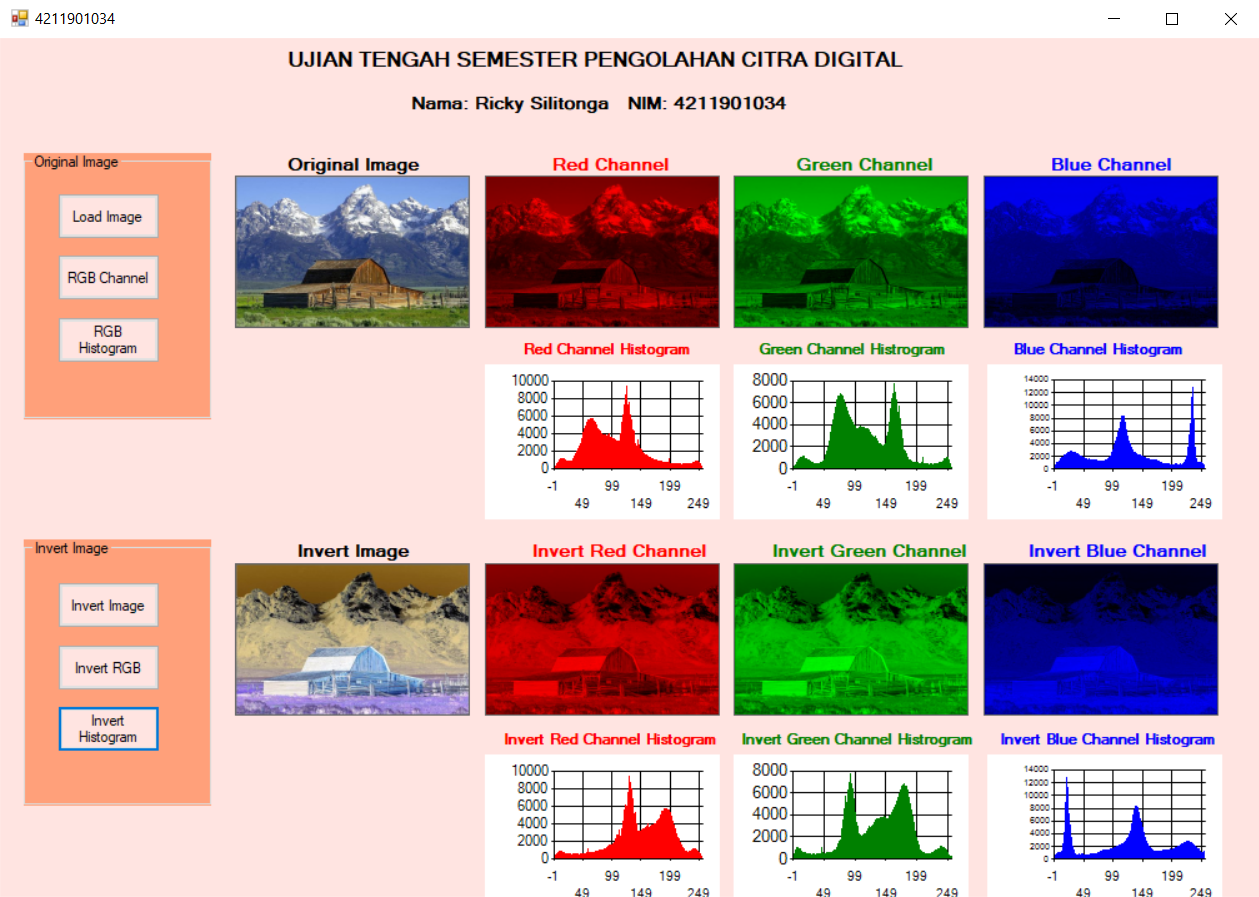 4211901034
UJIAN TENGAH SEMESTER PENGOLAHAN CITRA DIGITAL
Nama: Ricky Silitonga NIM: 4211901034
Original Image
Load Image
RGB Channel
RGB
Histogram
Original Image
Red Channel
Green Channel
Blue Channel
Red Channel Histogram
Green Channel Histrogram
Blue Channel Histogram
10000
8000
6000
4000
2000
0
-1 99 199
49 149 249
8000
6000
4000
2000
0
-1 99 199
49 149 249
14000
12000
10000
8000
6000
4000
2000
0
-1 99 199
49 149 249
Invert Image
Invert Image
Invert RGB
Invert
Histogram
Invert Image
Invert Red Channel
Invert Green Channel
Invert Blue Channel
Invert Red Channel Histogram
Invert Green Channel Histrogram
Invert Blue Channel Histogram
10000
8000
6000
4000
2000
0
-1 99 199
49 149 249
8000
6000
4000
2000
0
-1 99 199
49 149 249
14000
12000
10000
8000
6000
4000
2000
0
-1 99 199
49 149 249